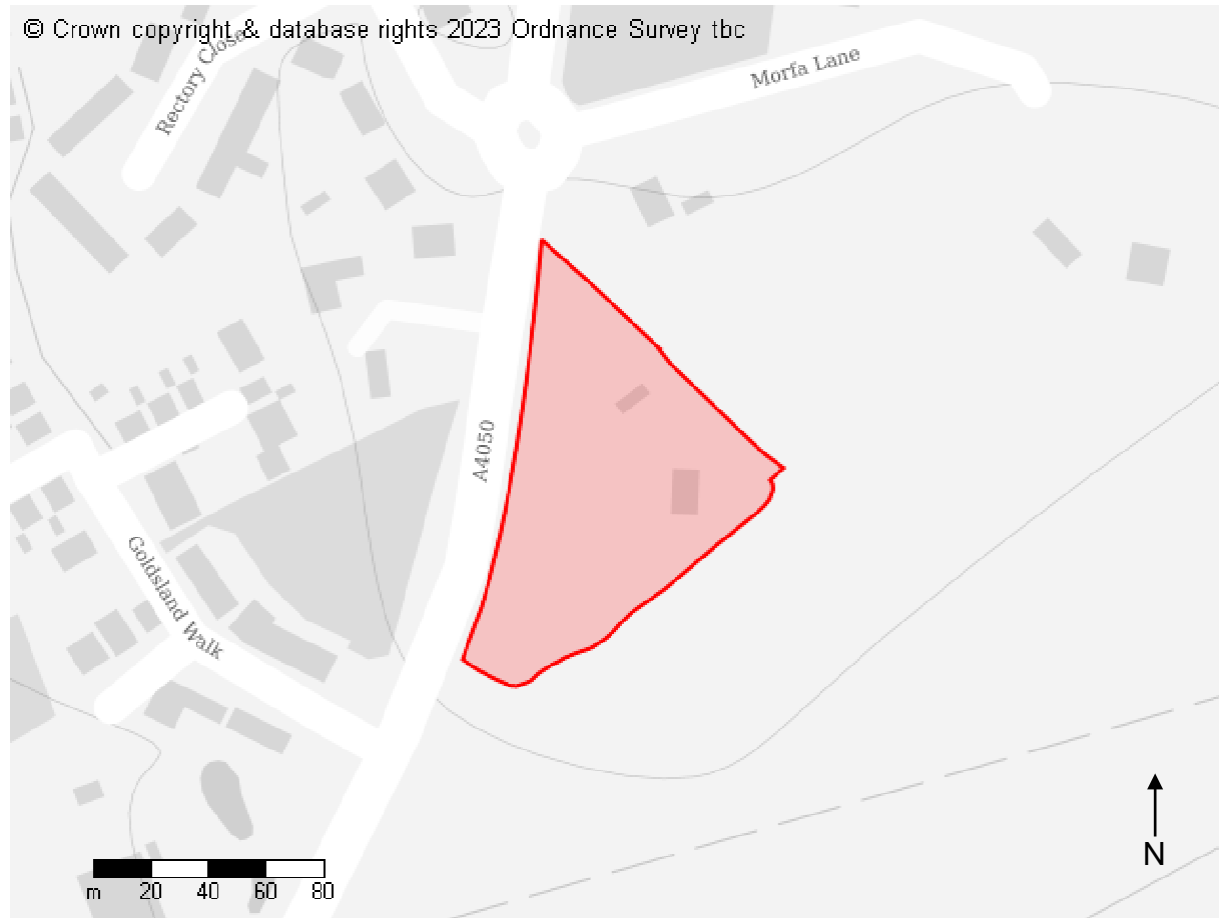 © Crown copyright & database rights 2023 Ordnance Survey tbc
Rectory Close
Morfa Lane
A4050
Goldsland Walk
N
m 20 40 60 80